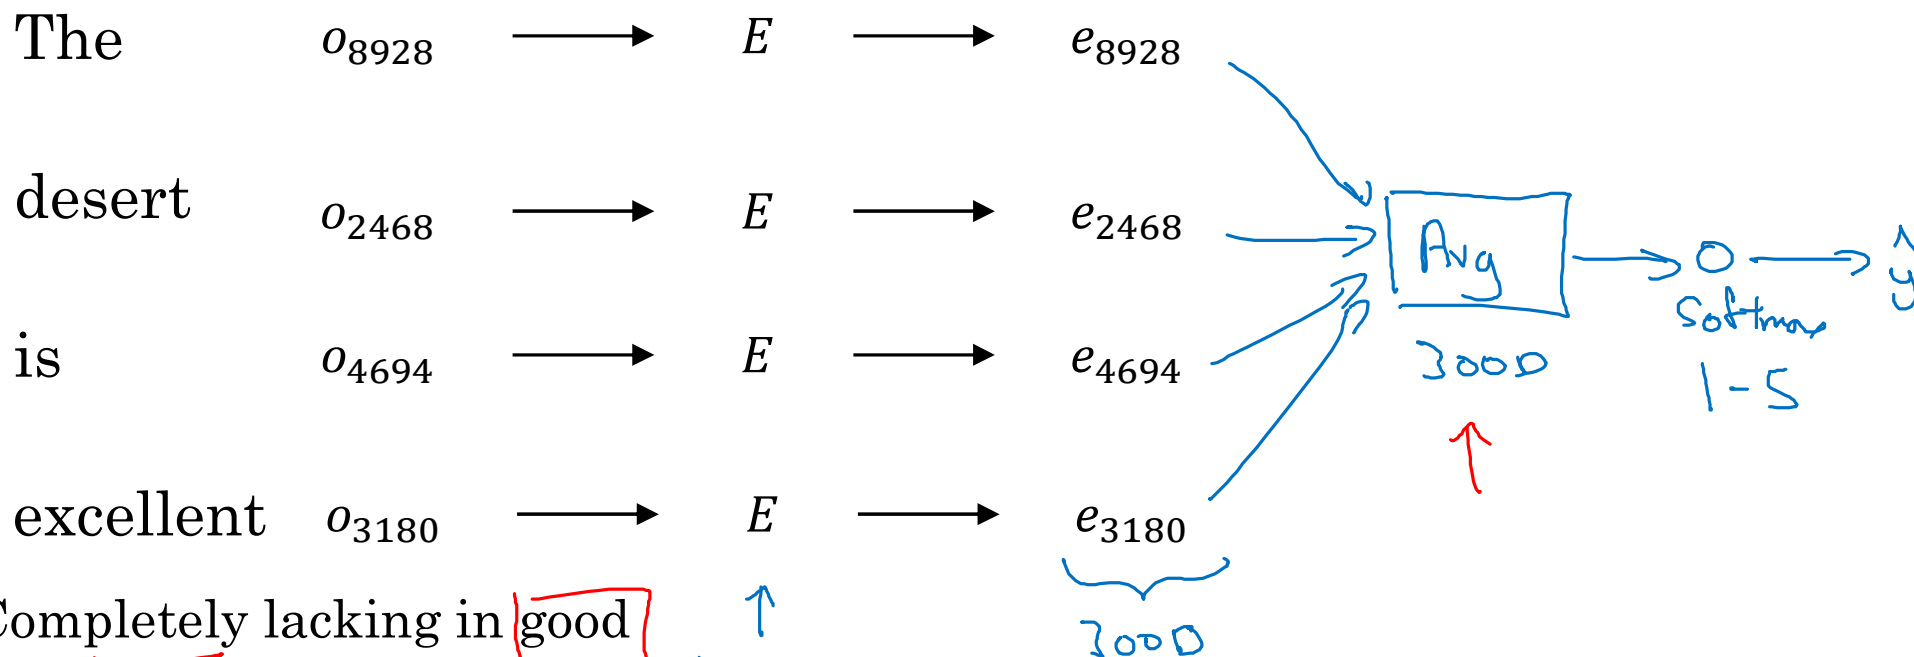 The o₈₉₂₈ → E → e₈₉₂₈
desert o₂₄₆₈ → E → e₂₄₆₈
Avg → O → ŷ
Softmax
is o₄₆₉₄ → E → e₄₆₉₄
300D
1-5
excellent o₃₁₈₀ → E → e₃₁₈₀
Completely lacking in good
300D